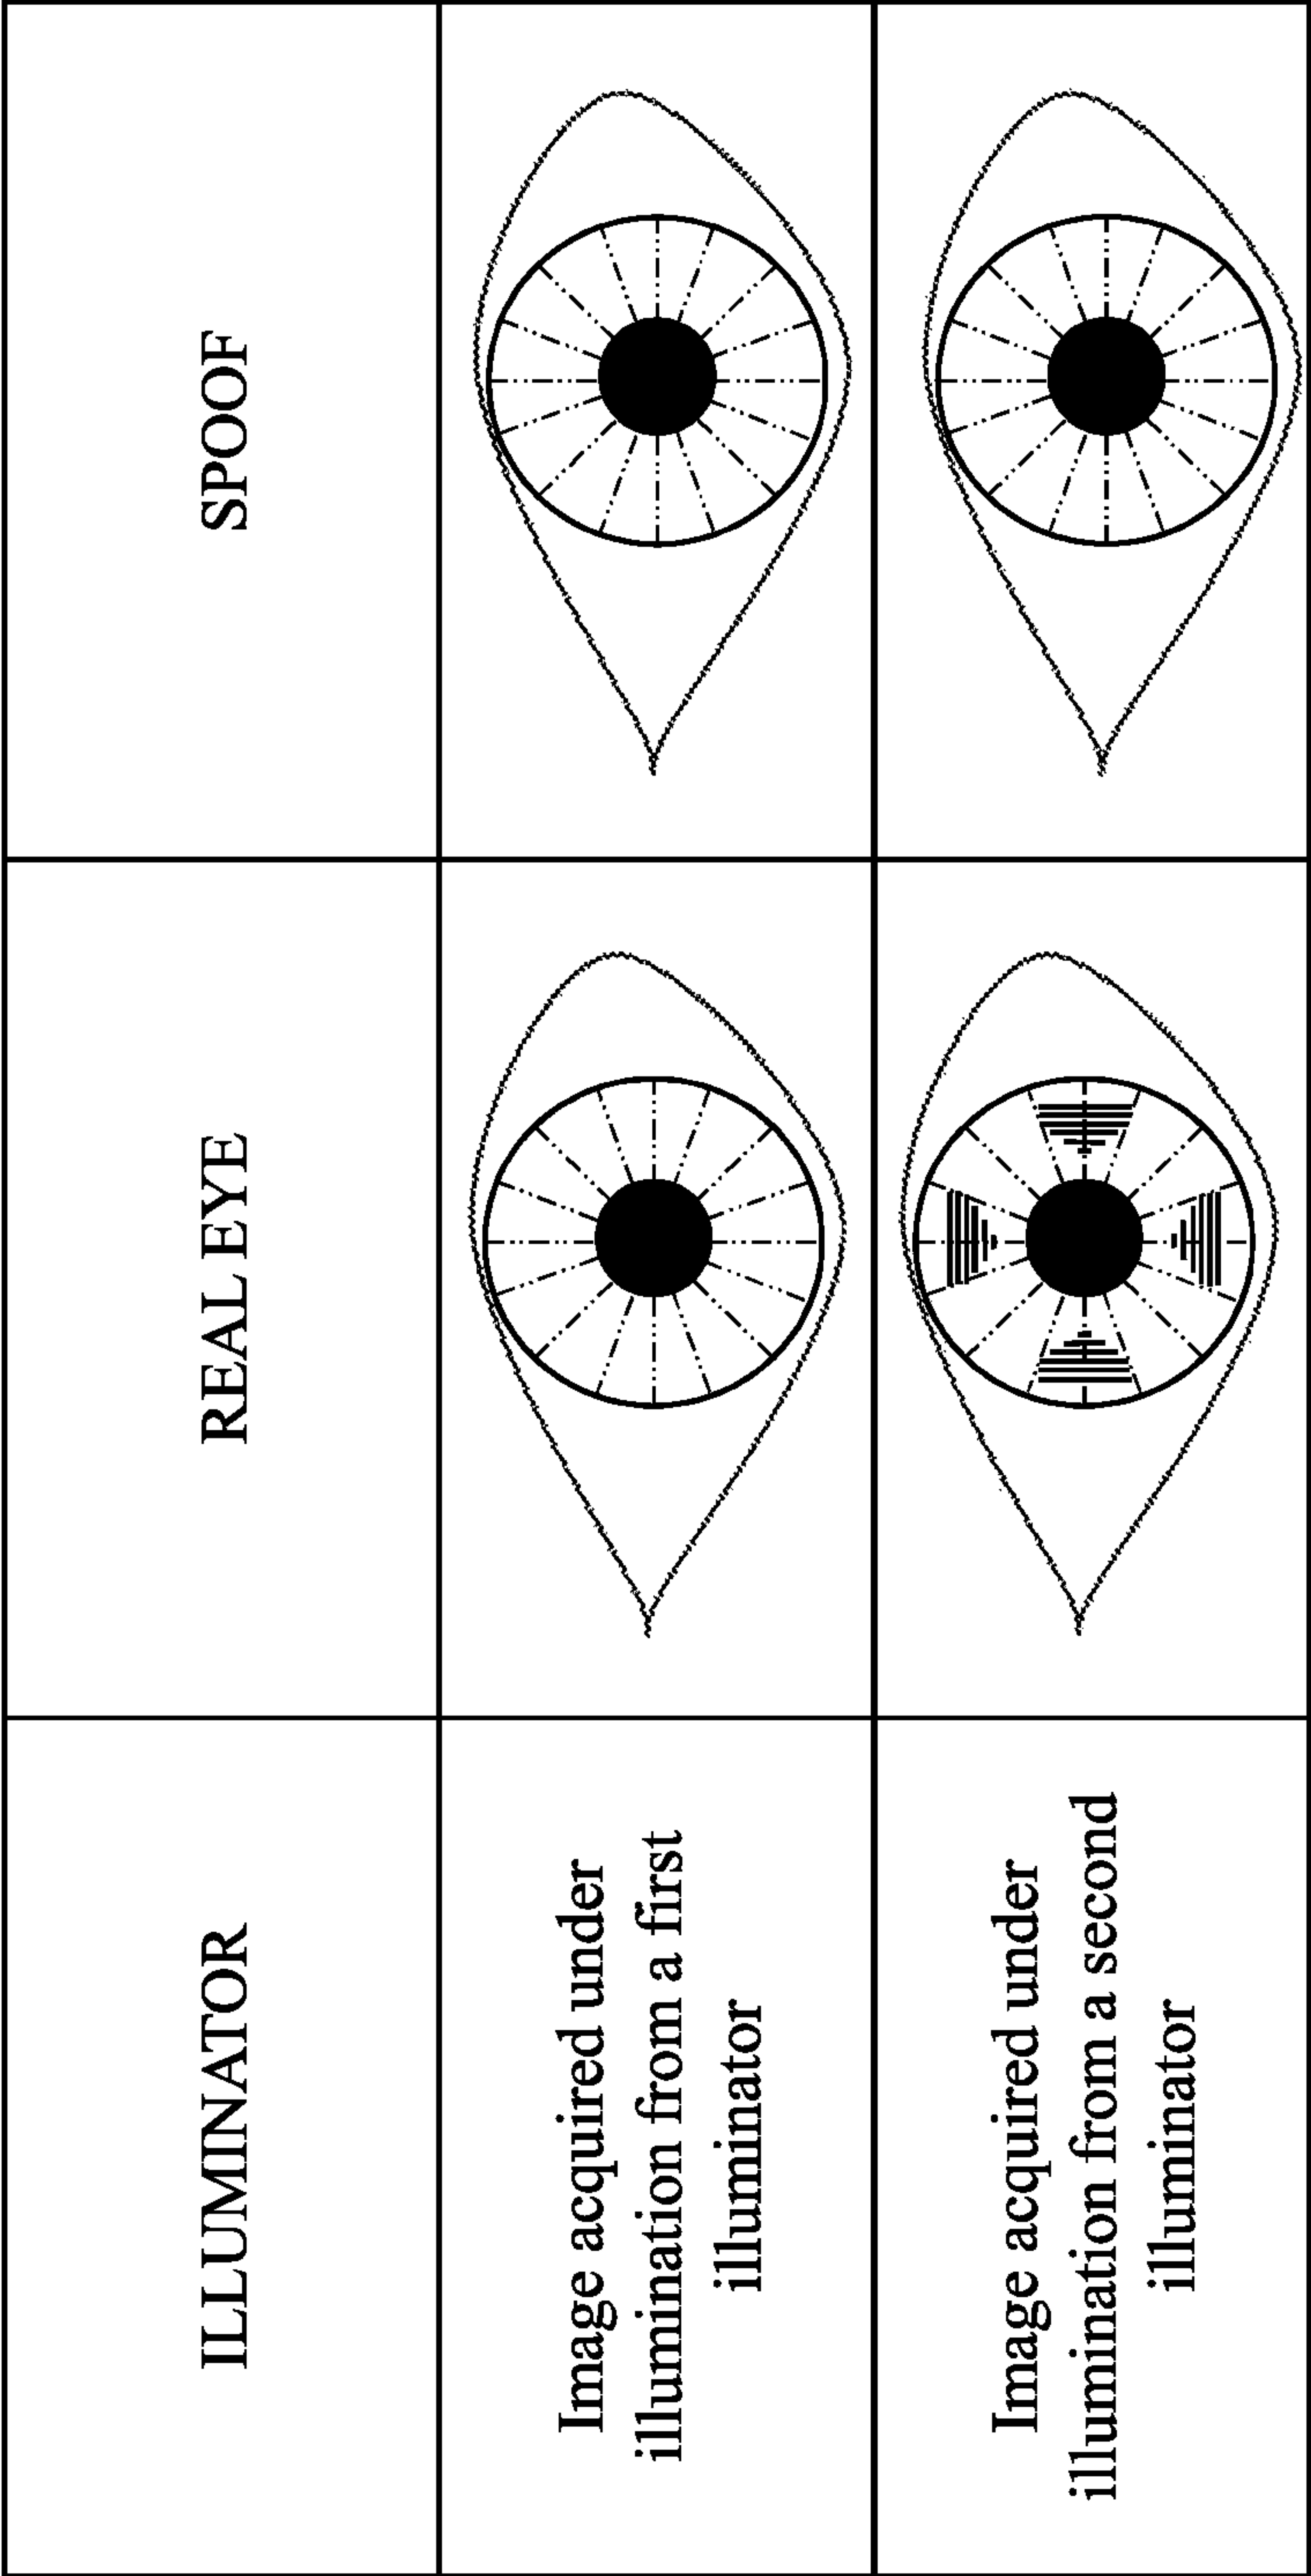 ILLUMINATOR
REAL EYE
SPOOF
Image acquired under
illumination from a first
illuminator
Image acquired under
illumination from a second
illuminator